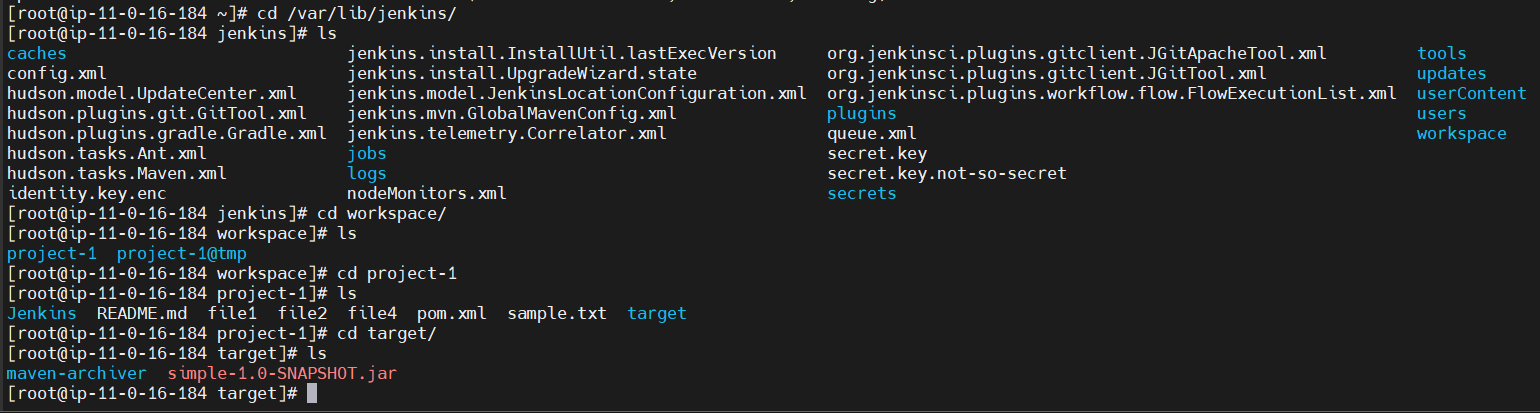 [root@ip-11-0-16-184 ~]# cd /var/lib/jenkins/
[root@ip-11-0-16-184 jenkins]# ls
caches jenkins.install.InstallUtil.lastExecVersion org.jenkinsci.plugins.gitclient.JGitApacheTool.xml tools
config.xml jenkins.install.UpgradeWizard.state org.jenkinsci.plugins.gitclient.JGitTool.xml updates
hudson.model.UpdateCenter.xml jenkins.model.JenkinsLocationConfiguration.xml org.jenkinsci.plugins.workflow.flow.FlowExecutionList.xml userContent
hudson.plugins.git.GitTool.xml jenkins.mvn.GlobalMavenConfig.xml plugins users
hudson.plugins.gradle.Gradle.xml jenkins.telemetry.Correlator.xml queue.xml workspace
hudson.tasks.Ant.xml jobs secret.key
hudson.tasks.Maven.xml logs secret.key.not-so-secret
identity.key.enc nodeMonitors.xml secrets
[root@ip-11-0-16-184 jenkins]# cd workspace/
[root@ip-11-0-16-184 workspace]# ls
project-1 project-1@tmp
[root@ip-11-0-16-184 workspace]# cd project-1
[root@ip-11-0-16-184 project-1]# ls
Jenkins README.md file1 file2 file4 pom.xml sample.txt target
[root@ip-11-0-16-184 project-1]# cd target/
[root@ip-11-0-16-184 target]# ls
maven-archiver simple-1.0-SNAPSHOT.jar
[root@ip-11-0-16-184 target]#